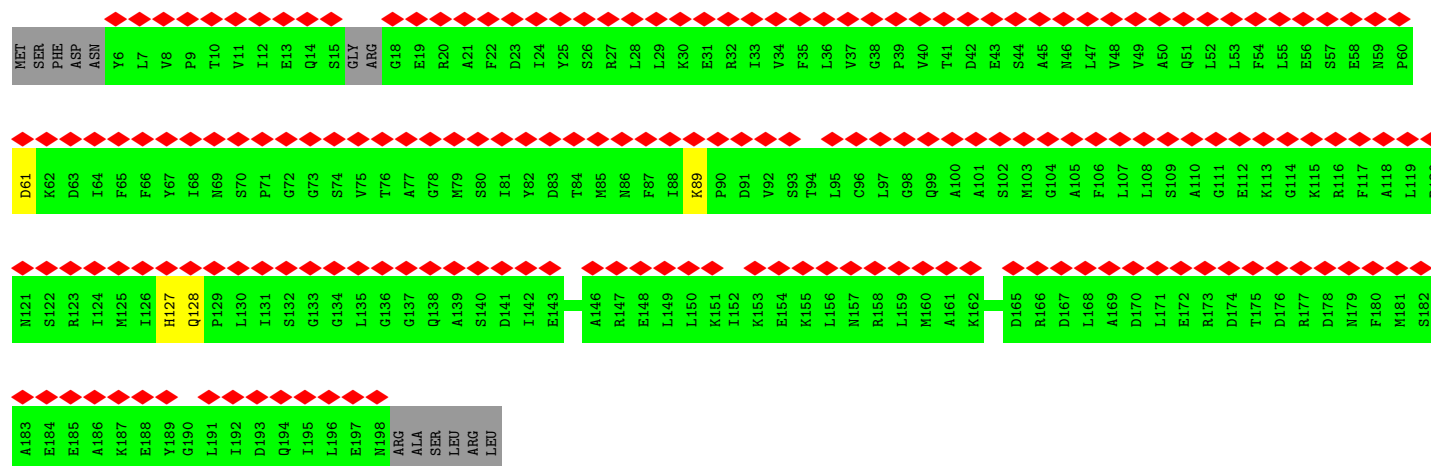 MET SER PHE ASP ASN Y6 L7 V8 P9 T10 V11 I12 E13 Q14 S15 GLY ARG G18 E19 R20 A21 F22 D23 I24 Y25 S26 R27 L28 L29 K30 E31 R32 I33 V34 F35 L36 V37 G38 P39 V40 T41 D42 E43 S44 A45 N46 L47 V48 V49 A50 Q51 L52 L53 F54 L55 E56 S57 E58 N59 P60
D61 K62 D63 I64 F65 F66 Y67 I68 N69 S70 P71 G72 G73 S74 V75 T76 A77 G78 M79 S80 I81 Y82 D83 T84 M85 N86 F87 I88 K89 P90 D91 V92 S93 T94 L95 C96 L97 G98 Q99 A100 A101 S102 M103 G104 A105 F106 L107 L108 S109 A110 G111 E112 K113 G114 K115 R116 F117 A118 L119
N121 S122 R123 I124 M125 I126 H127 Q128 P129 L130 I131 S132 G133 G134 L135 G136 G137 Q138 A139 S140 D141 I142 E143 A146 R147 E148 L149 L150 K151 I152 K153 E154 K155 L156 N157 R158 L159 M160 A161 K162 D165 R166 D167 L168 A169 D170 L171 E172 R173 D174 T175 D176 R177 D178 N179 F180 M181 S182
A183 E184 E185 A186 K187 E188 Y189 G190 L191 I192 D193 Q194 I195 L196 E197 N198 ARG ALA SER LEU ARG LEU